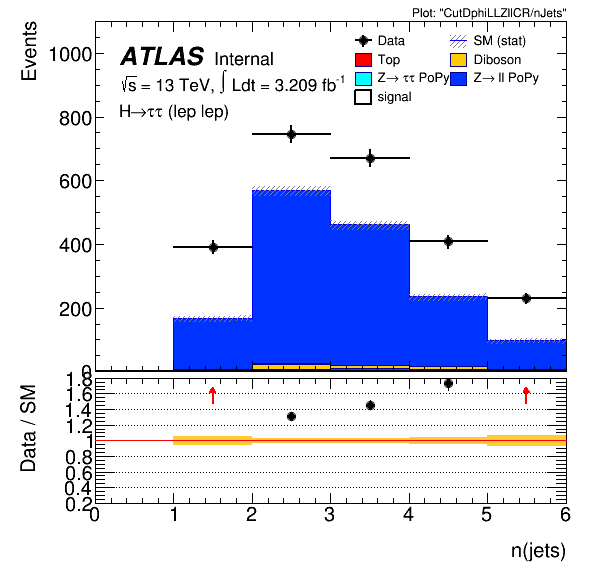 Plot: "CutDphiLLZllCR/nJets"
Events
1000
800
600
400
200
0
ATLAS Internal
√s = 13 TeV, ∫ Ldt = 3.209 fb⁻¹
H→ττ (lep lep)
Data
SM (stat)
Top
Diboson
Z→ ττ PoPy
Z→ ll PoPy
signal
Data / SM
1.8
1.6
1.4
1.2
1
0.8
0.6
0.4
0.2
0 1 2 3 4 5 6
n(jets)